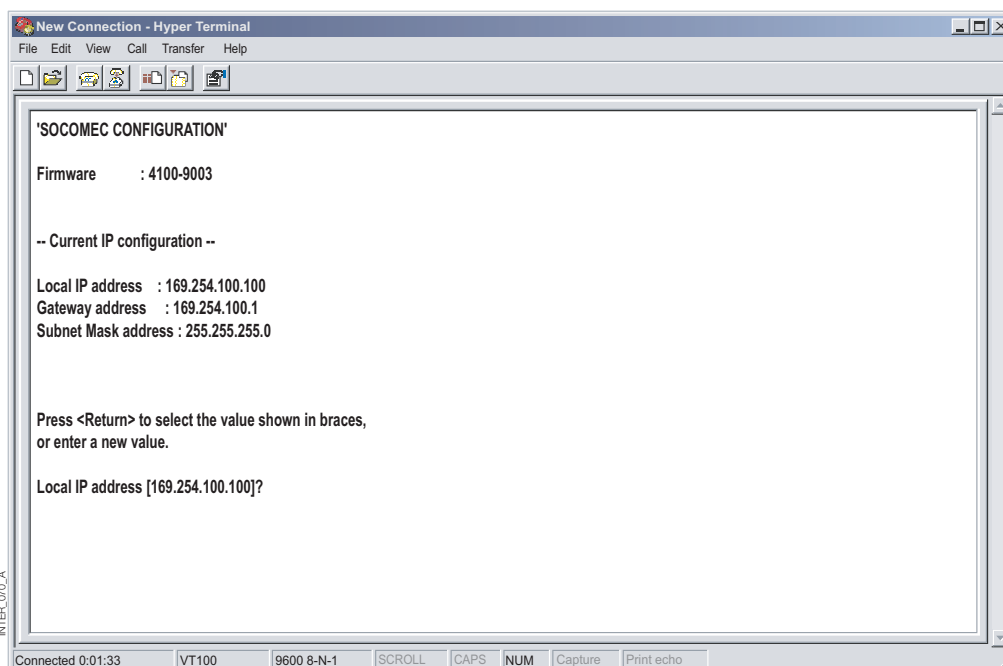 New Connection - Hyper Terminal
File Edit View Call Transfer Help
'SOCOMEC CONFIGURATION'
Firmware : 4100-9003
-- Current IP configuration --
Local IP address : 169.254.100.100
Gateway address : 169.254.100.1
Subnet Mask address : 255.255.255.0
Press <Return> to select the value shown in braces,
or enter a new value.
Local IP address [169.254.100.100]?
INTER_070_A
Connected 0:01:33 VT100 9600 8-N-1 SCROLL CAPS NUM Capture Print echo